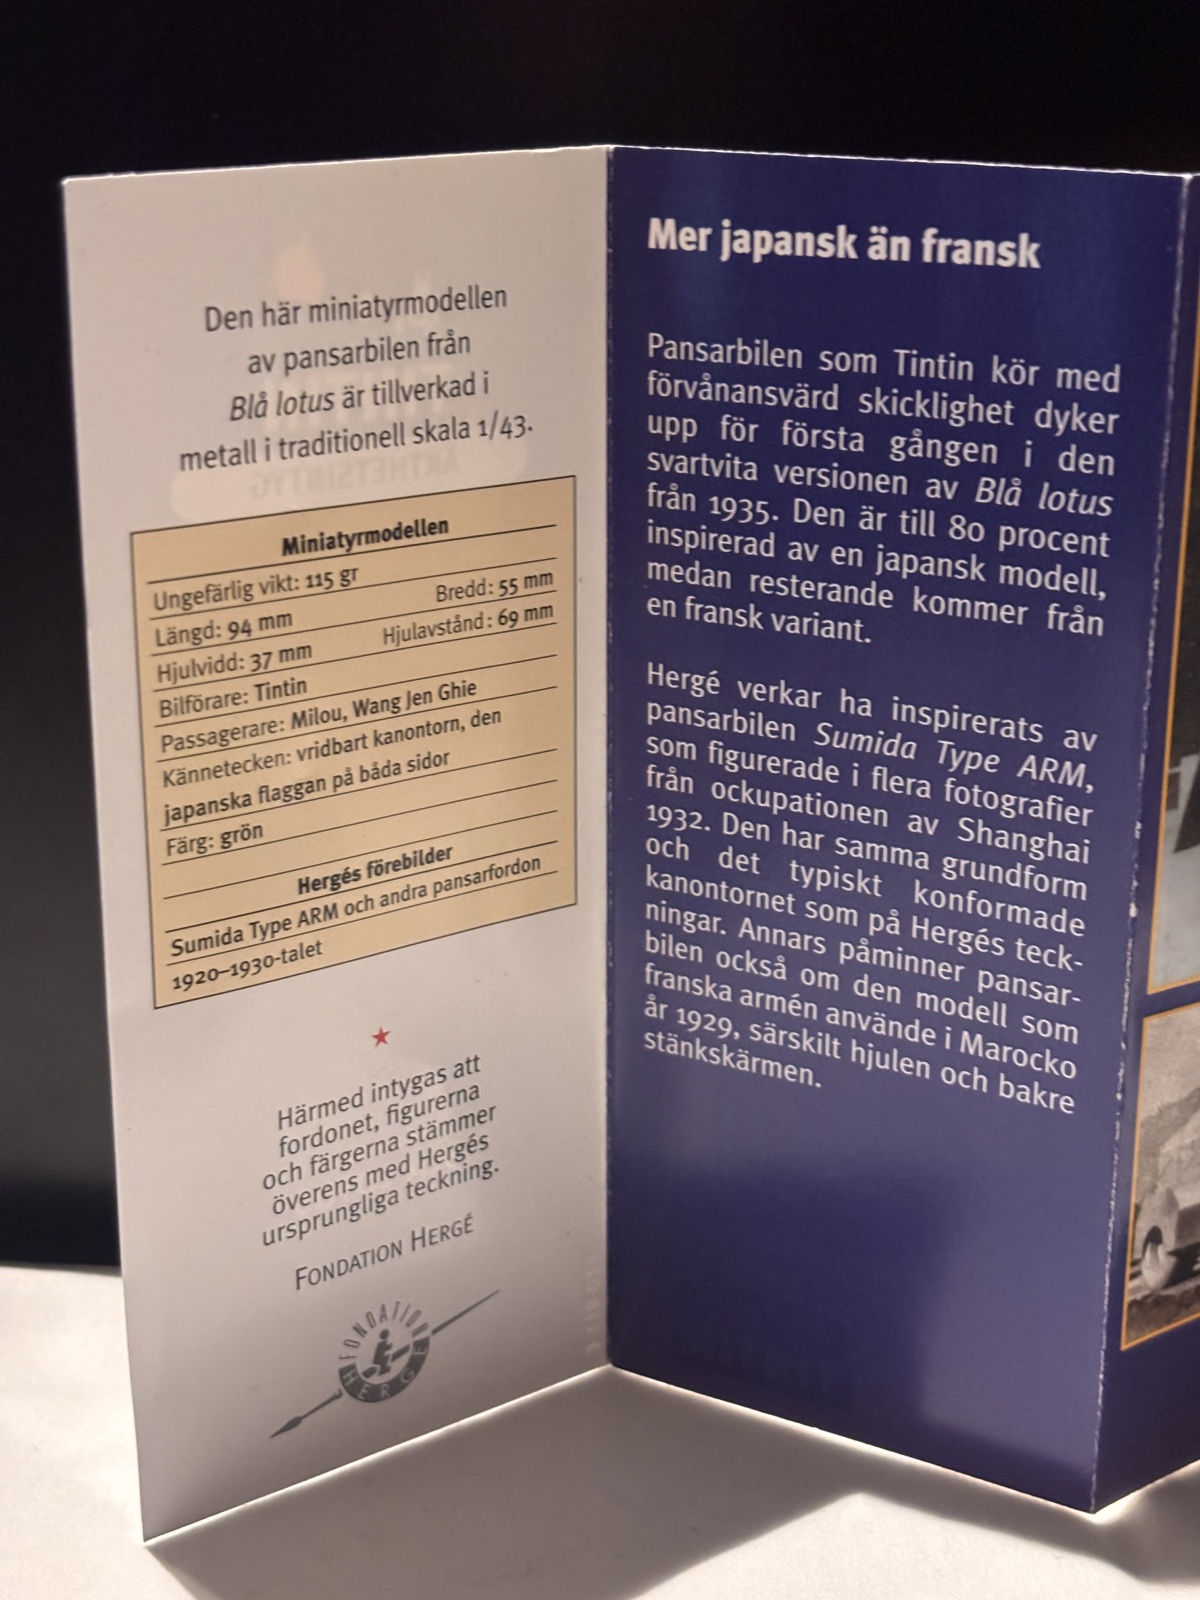 Den här miniatyrmodellen
av pansarbilen från
Blå lotus är tillverkad i
metall i traditionell skala 1/43.
Miniatyrmodellen
Ungefärlig vikt: 115 gr
Längd: 94 mm Bredd: 55 mm
Hjulvidd: 37 mm Hjulavstånd: 69 mm
Bilförare: Tintin
Passagerare: Milou, Wang Jen Ghie
Kännetecken: vridbart kanontorn, den
japanska flaggan på båda sidor
Färg: grön
Hergés förebilder
Sumida Type ARM och andra pansarfordon
1920–1930-talet
Härmed intygas att
fordonet, figurerna
och färgerna stämmer
överens med Hergés
ursprungliga teckning.
FONDATION HERGÉ
FONDATION
HERGÉ
Mer japansk än fransk
Pansarbilen som Tintin kör med
förvånansvärd skicklighet dyker
upp för första gången i den
svartvita versionen av Blå lotus
från 1935. Den är till 80 procent
inspirerad av en japansk modell,
medan resterande kommer från
en fransk variant.
Hergé verkar ha inspirerats av
pansarbilen Sumida Type ARM,
som figurerade i flera fotografier
från ockupationen av Shanghai
1932. Den har samma grundform
och det typiskt konformade
kanontornet som på Hergés teck-
ningar. Annars påminner pansar-
bilen också om den modell som
franska armén använde i Marocko
år 1929, särskilt hjulen och bakre
stänkskärmen.